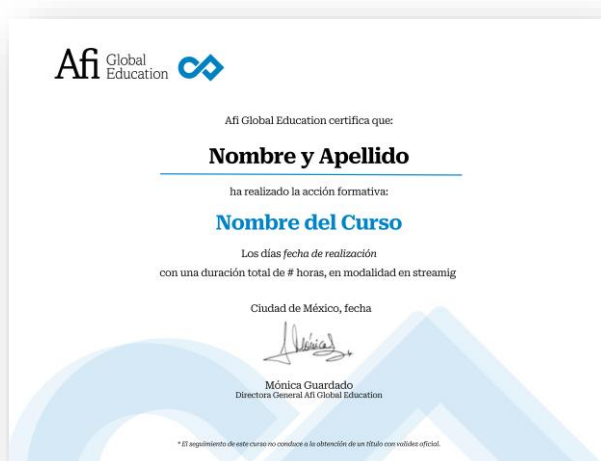 Afi Global
Education
Afi Global Education certifica que:
Nombre y Apellido
ha realizado la acción formativa:
Nombre del Curso
Los días fecha de realización
con una duración total de # horas, en modalidad en streamig
Ciudad de México, fecha
Mónica
Mónica Guardado
Directora General Afi Global Education
* El seguimiento de este curso no conduce a la obtención de un título con validez oficial.